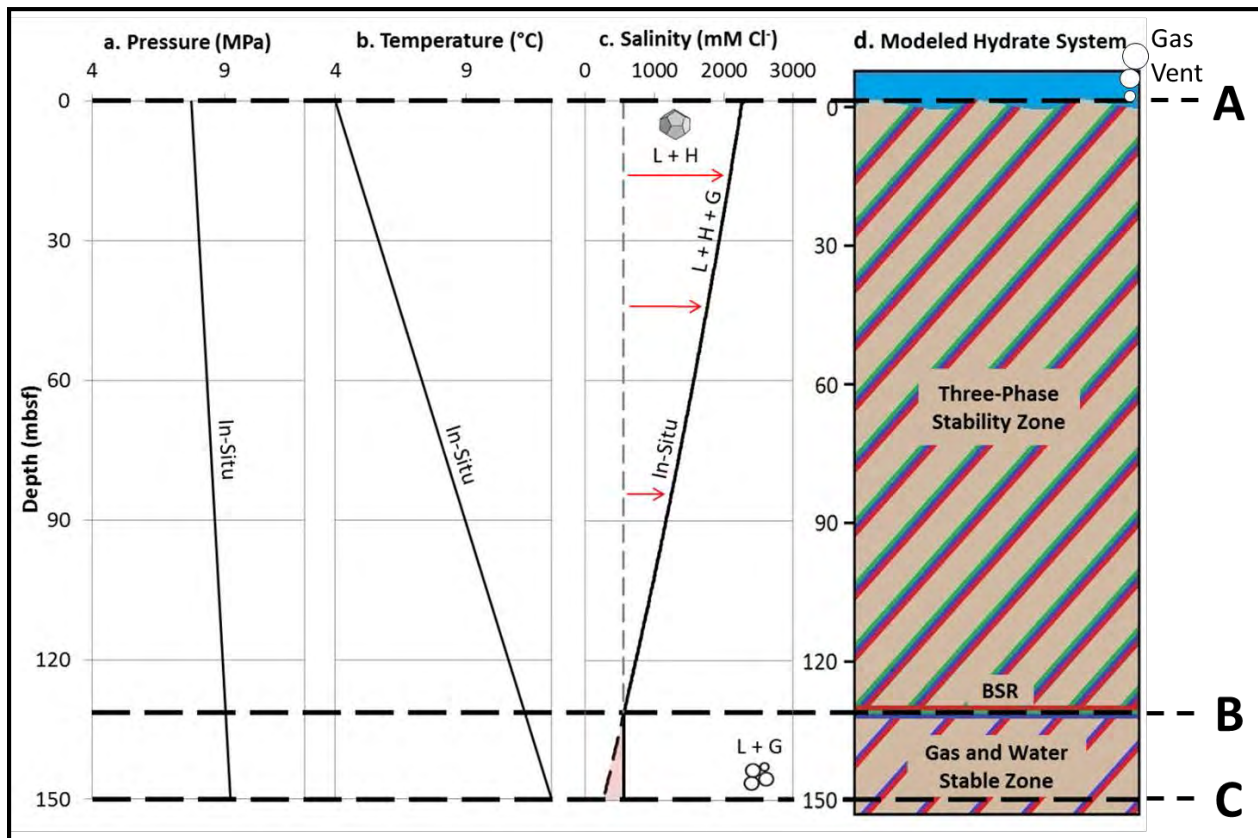 a. Pressure (MPa)
b. Temperature (°C)
c. Salinity (mM Cl⁻)
d. Modeled Hydrate System
Gas
Vent
4 9
4 9
0 1000 2000 3000
0
30
60
90
120
150
Depth (mbsf)
In-Situ
In-Situ
L + H
L + H + G
In-Situ
L + G
0
30
60
90
120
150
Three-Phase
Stability Zone
BSR
Gas and Water
Stable Zone
A
B
C